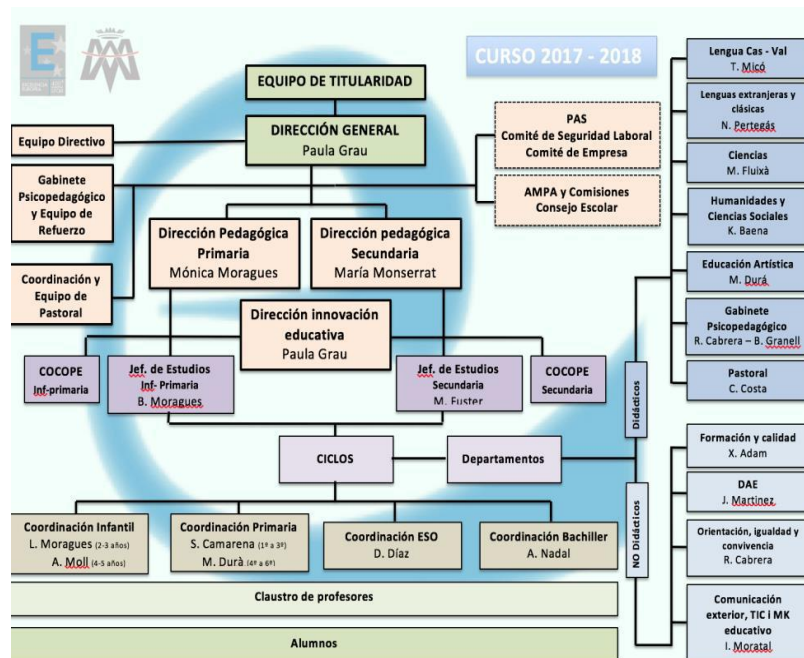 CURSO 2017 - 2018
EQUIPO DE TITULARIDAD
DIRECCIÓN GENERAL
Paula Grau
Equipo Directivo
PAS
Comité de Seguridad Laboral
Comité de Empresa
Gabinete
Psicopedagógico
y Equipo de
Refuerzo
AMPA y Comisiones
Consejo Escolar
Dirección Pedagógica
Primaria
Mónica Moragues
Dirección pedagógica
Secundaria
María Monserrat
Coordinación y
Equipo de
Pastoral
Dirección innovación
educativa
Paula Grau
COCOPE
Inf-primaria
Jef. de Estudios
Inf- Primaria
B. Moragues
Jef. de Estudios
Secundaria
M. Fuster
COCOPE
Secundaria
CICLOS
Departamentos
Didácticos
NO Didácticos
Coordinación Infantil
L. Moragues (2-3 años)
A. Moll (4-5 años)
Coordinación Primaria
S. Camarena (1º a 3º)
M. Durà (4º a 6º)
Coordinación ESO
D. Díaz
Coordinación Bachiller
A. Nadal
Claustro de profesores
Alumnos
Lengua Cas - Val
T. Micó
Lenguas extranjeras y
clásicas
N. Pertegás
Ciencias
M. Fluixà
Humanidades y
Ciencias Sociales
K. Baena
Educación Artística
M. Durá
Gabinete
Psicopedagógico
R. Cabrera – B. Granell
Pastoral
C. Costa
Formación y calidad
X. Adam
DAE
J. Martinez
Orientación, igualdad y
convivencia
R. Cabrera
Comunicación
exterior, TIC i MK
educativo
I. Moratal